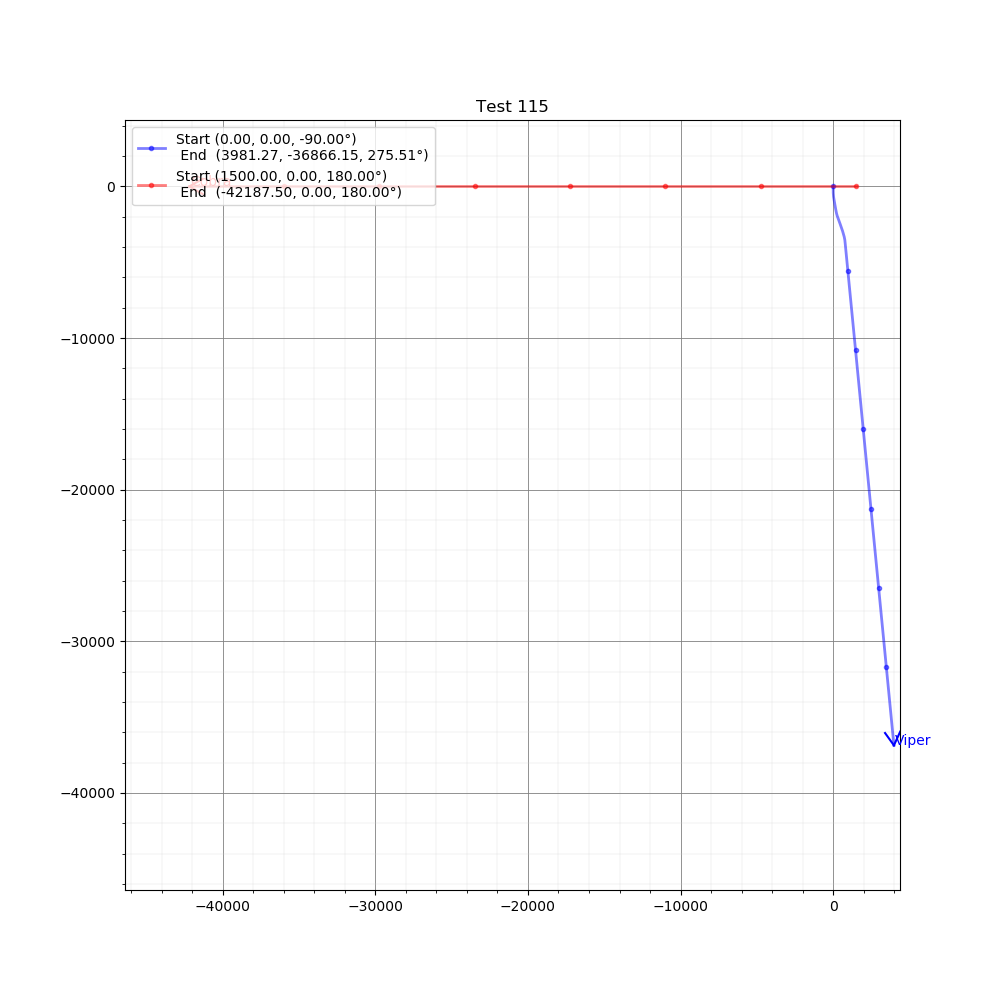 Test 115
Start (0.00, 0.00, -90.00°)
End (3981.27, -36866.15, 275.51°)
Start (1500.00, 0.00, 180.00°)
End (-42187.50, 0.00, 180.00°)
0
−10000
−20000
−30000
−40000
Viper
−40000
−30000
−20000
−10000
0